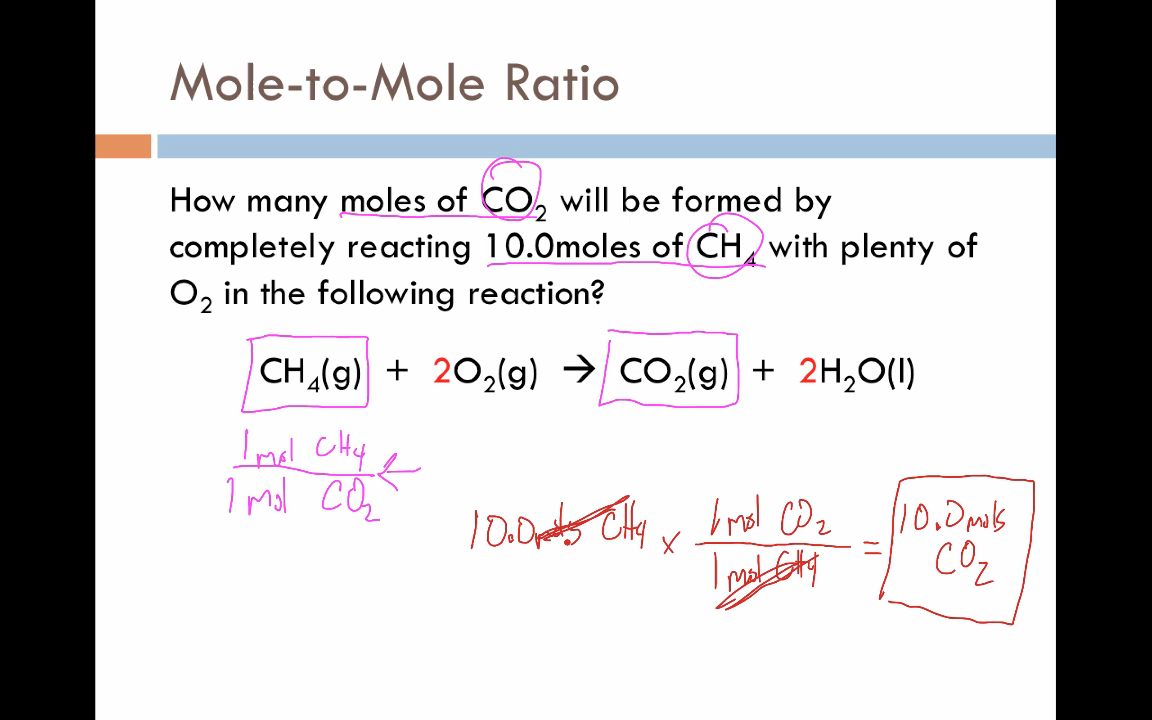 Mole-to-Mole Ratio
How many moles of CO₂ will be formed by
completely reacting 10.0moles of CH₄ with plenty of
O₂ in the following reaction?
CH₄(g) + 2O₂(g) → CO₂(g) + 2H₂O(l)
1 mol CH₄
1 mol CO₂
←
10.0 mols CH₄ × 1 mol CO₂ / 1 mol CH₄ = 10.0 mols
CO₂